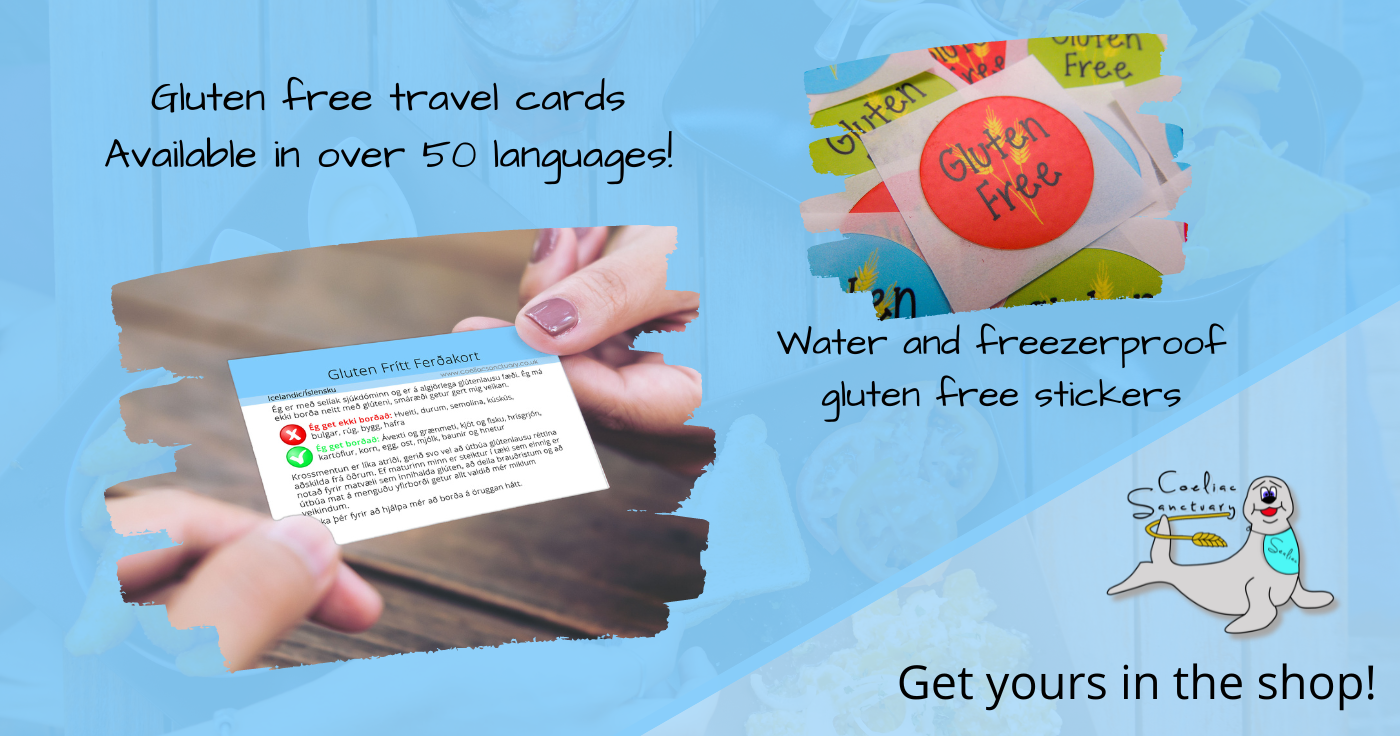 Gluten free travel cards
Available in over 50 languages!
Gluten Frítt Ferðakort
www.coeliacsanctuary.co.uk
Icelandic/Íslensku
Ég er með seliak sjúkdóminn og er á algjörlega glútenlausu fæði. Ég má
ekki borða neitt með glúteni, smáræði getur gert mig veikan.
Ég get ekki borðað: Hveiti, durum, semolina, kúskús,
bulgar, rúg, bygg, hafra
Ég get borðað: Ávexti og grænmeti, kjöt og fisku, hrísgrjón,
kartöflur, korn, egg, ost, mjólk, baunir og hnetur
Krossmentun er líka atriði, gerið svo vel að útbúa glútenlausu réttina
aðskilda frá öðrum. Ef maturinn minn er steiktur í tæki sem einnig er
notað fyrir matvæli sem innihalda glúten, að deila brauðristum og að
útbúa mat á menguðu yfirborði getur allt valdið mér miklum
veikindum.
þér fyrir að hjálpa mér að borða á öruggan hátt.
Gluten
Free
Free
Gluten
Free
Gluten
Free
Water and freezerproof
gluten free stickers
Coeliac
Sanctuary
Get yours in the shop!